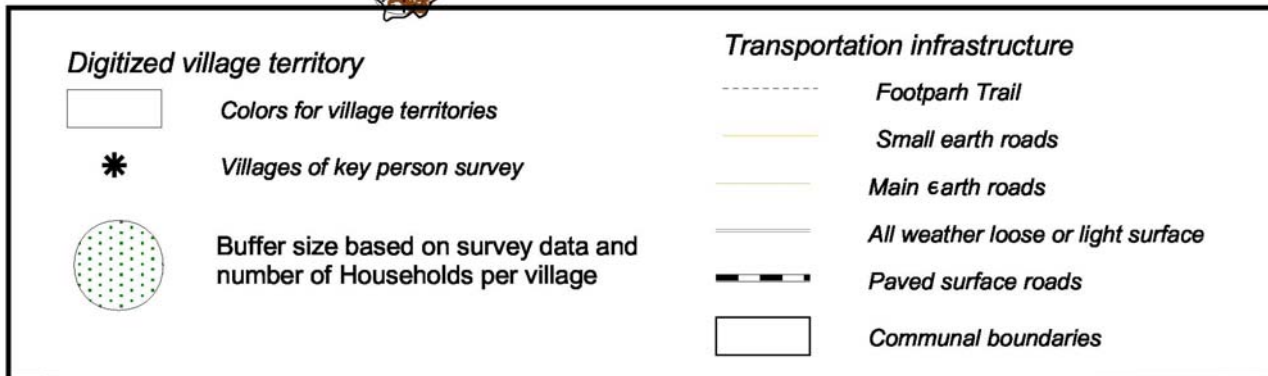 Digitized village territory
Colors for village territories
Villages of key person survey
Buffer size based on survey data and
number of Households per village
Transportation infrastructure
Footparh Trail
Small earth roads
Main earth roads
All weather loose or light surface
Paved surface roads
Communal boundaries